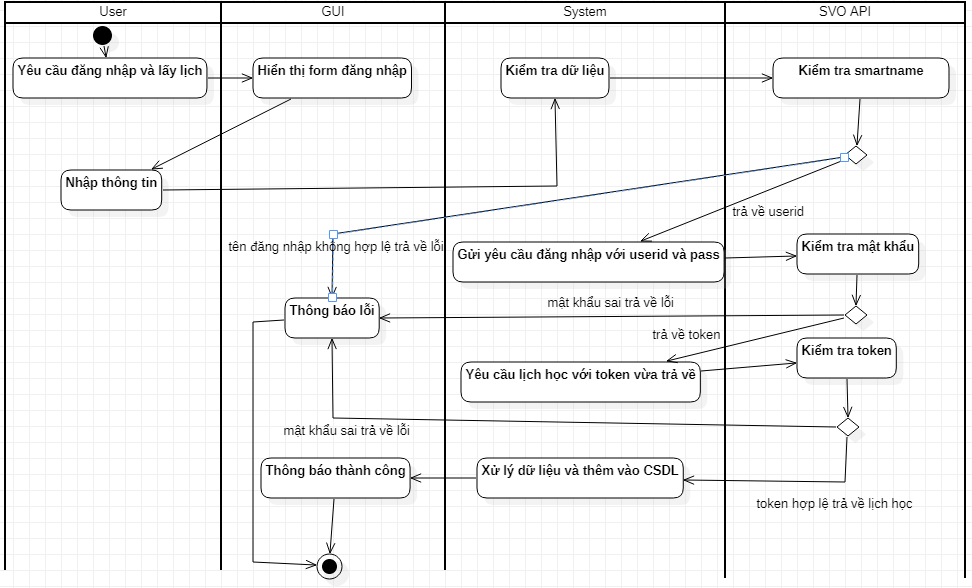 User
GUI
System
SVO API
Yêu cầu đăng nhập và lấy lịch
Hiển thị form đăng nhập
Kiểm tra dữ liệu
Kiểm tra smartname
Nhập thông tin
trả về userid
tên đăng nhập không hợp lệ trả về lỗi
Gửi yêu cầu đăng nhập với userid và pass
Kiểm tra mật khẩu
Thông báo lỗi
mật khẩu sai trả về lỗi
trả về token
Kiểm tra token
Yêu cầu lịch học với token vừa trả về
mật khẩu sai trả về lỗi
Thông báo thành công
Xử lý dữ liệu và thêm vào CSDL
token hợp lệ trả về lịch học